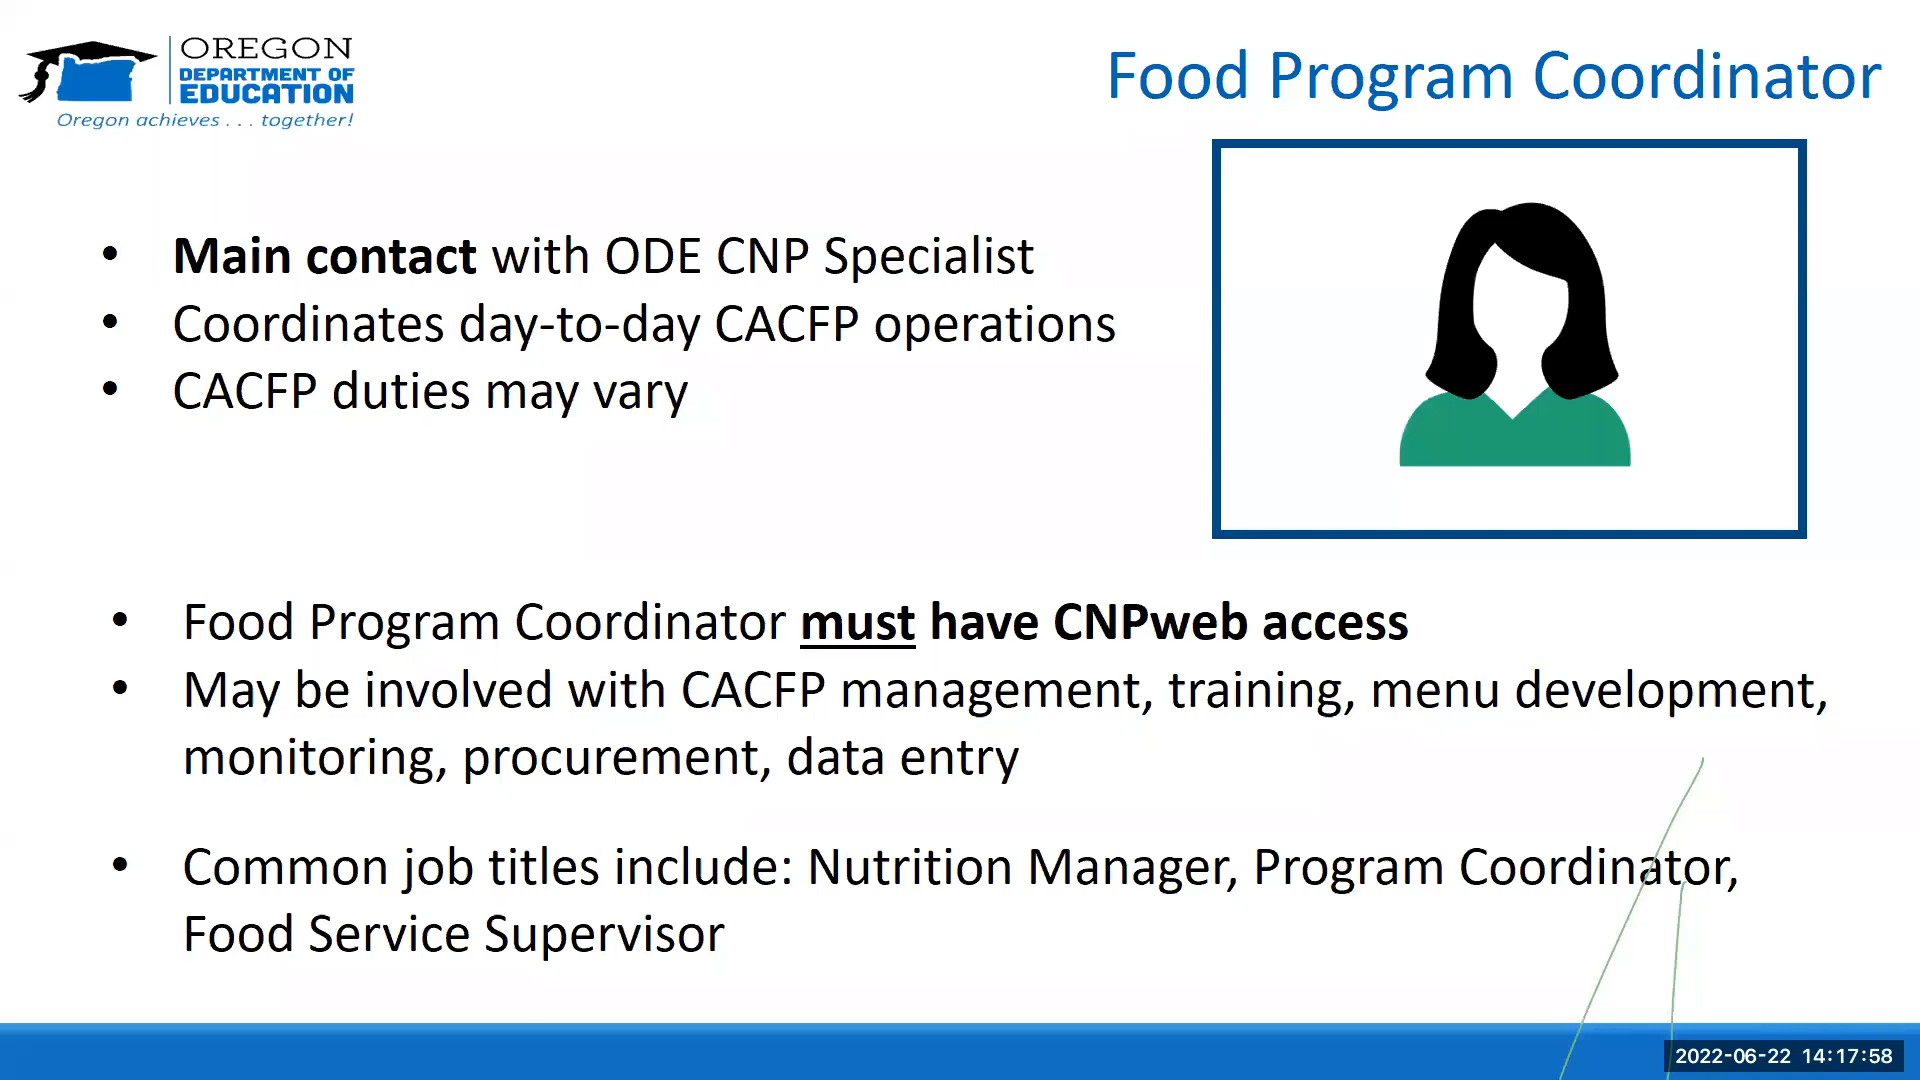 OREGON
DEPARTMENT OF
EDUCATION
Oregon achieves . . . together!
Food Program Coordinator
• Main contact with ODE CNP Specialist
• Coordinates day-to-day CACFP operations
• CACFP duties may vary
• Food Program Coordinator must have CNPweb access
• May be involved with CACFP management, training, menu development,
monitoring, procurement, data entry
• Common job titles include: Nutrition Manager, Program Coordinator,
Food Service Supervisor
2022-06-22 14:17:58